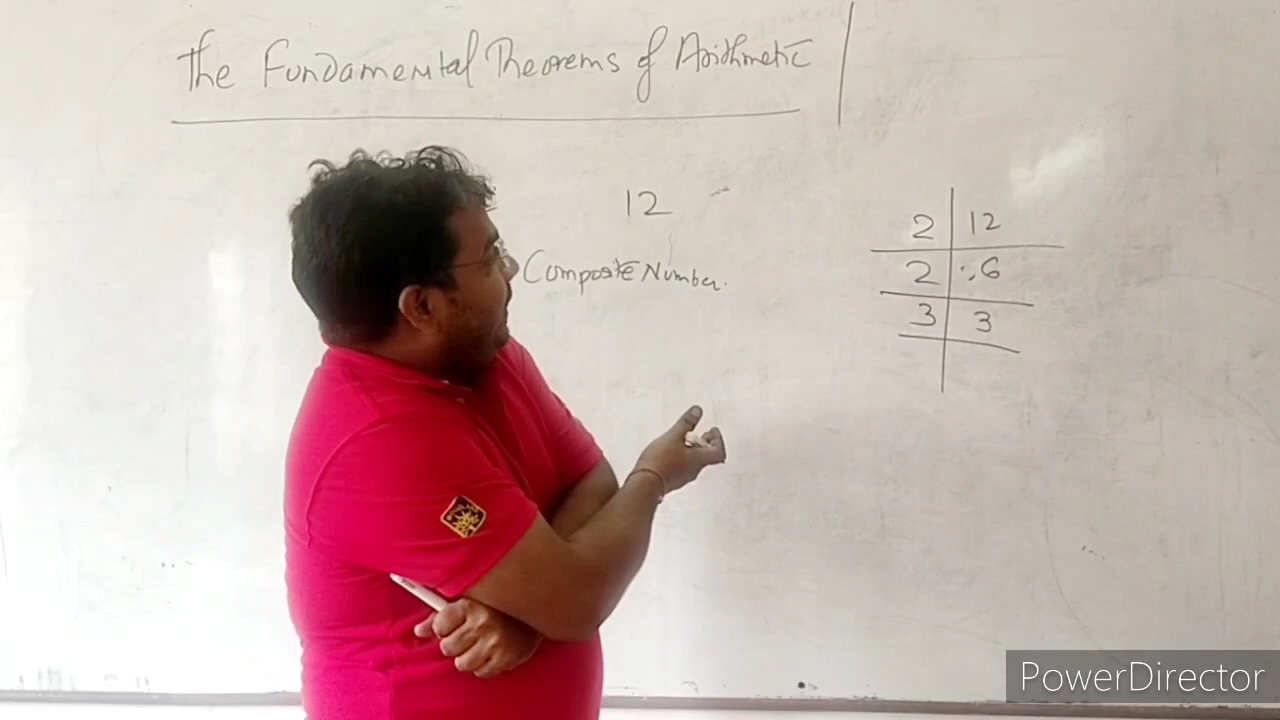 The Fundamental Theorems of Arithmetic
12
Composite Number.
2 12
2 6
3 3
PowerDirector